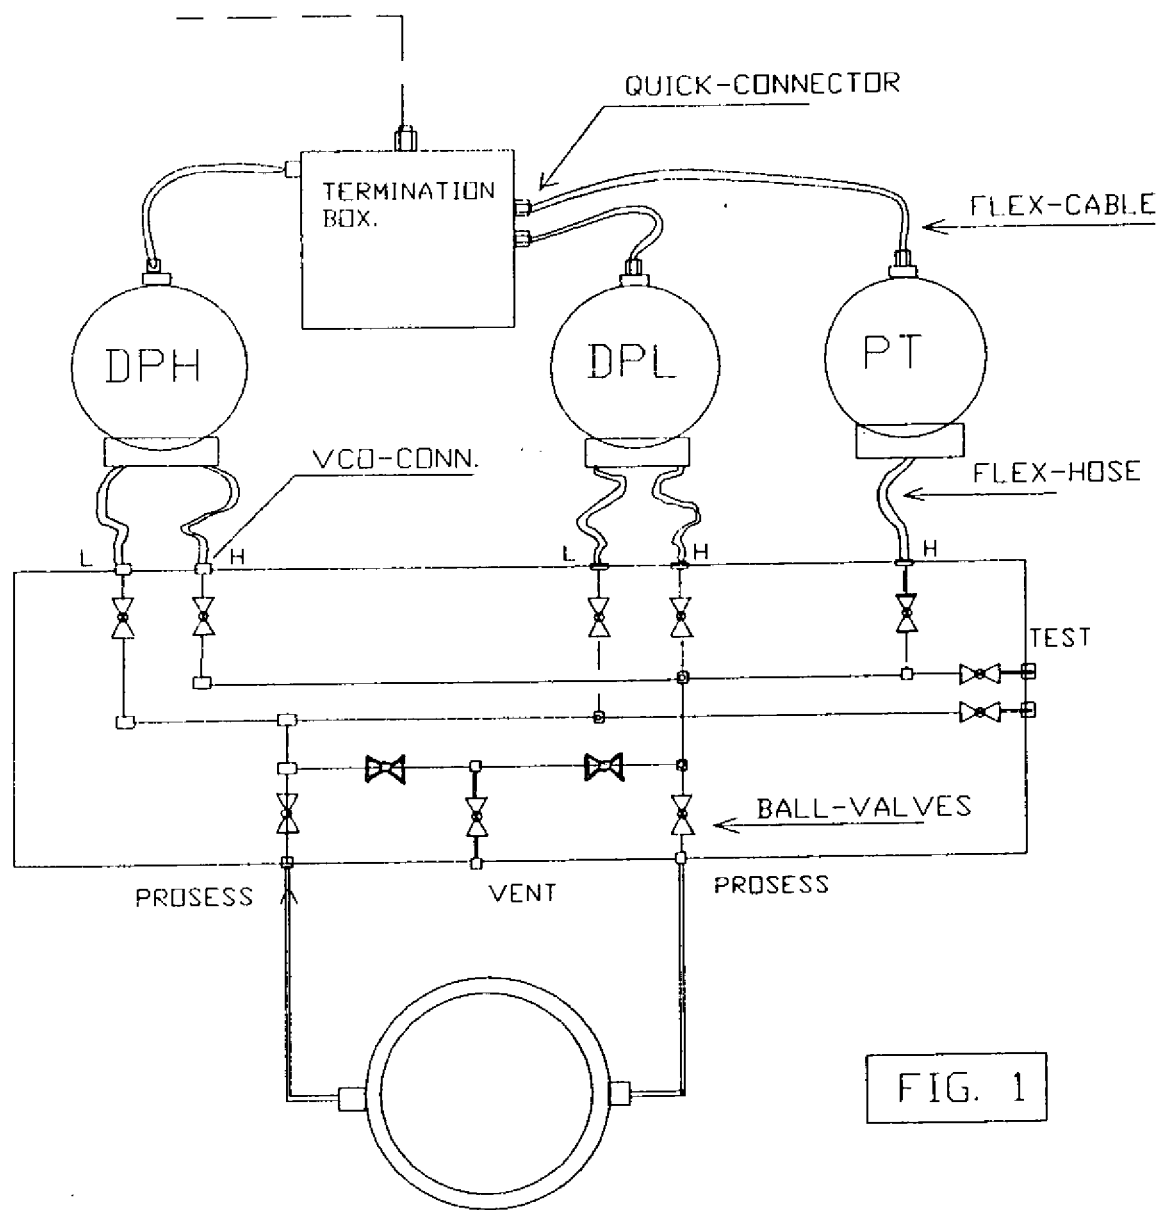 QUICK-CONNECTOR
TERMINATION
BOX.
FLEX-CABLE
DPH
DPL
PT
VCO-CONN.
FLEX-HOSE
L
H
L
H
H
TEST
BALL-VALVES
PROSESS
VENT
PROSESS
FIG. 1